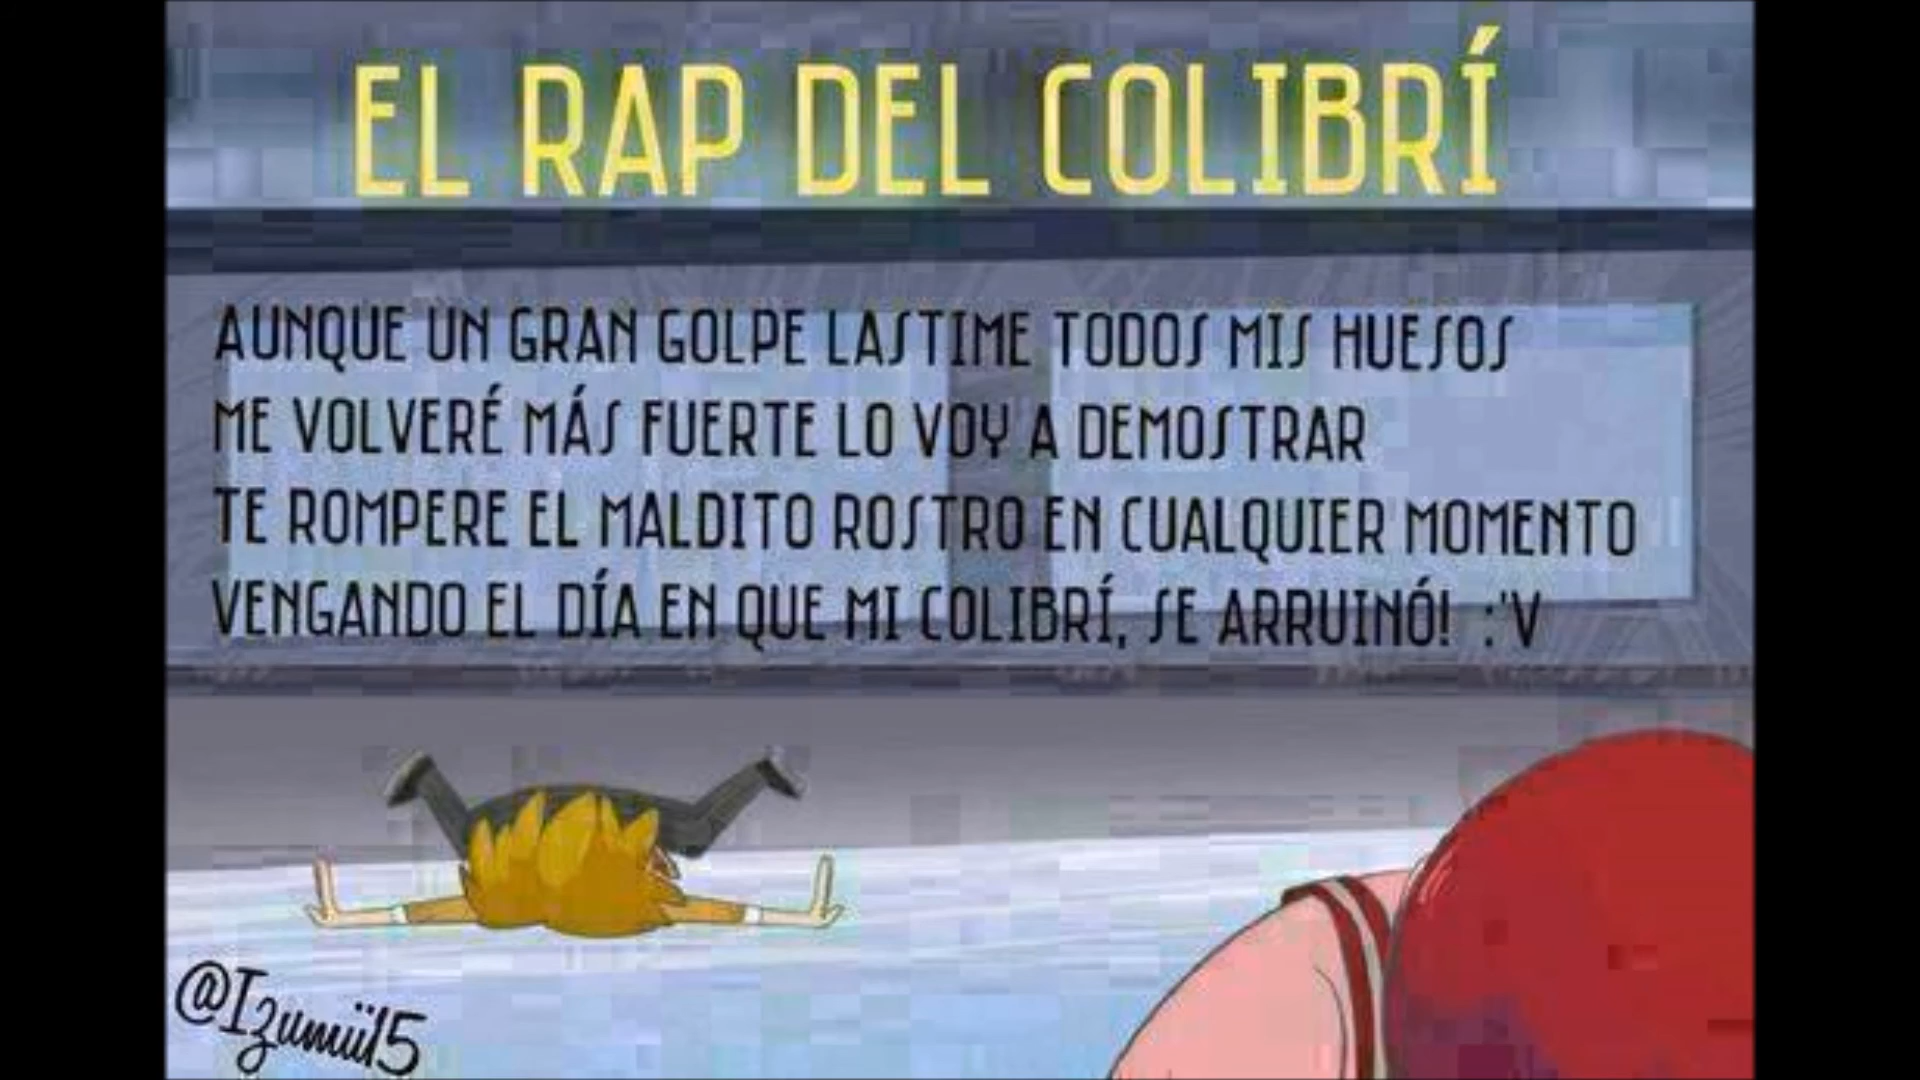 EL RAP DEL COLIBRÍ
AUNQUE UN GRAN GOLPE LASTIME TODOS MIS HUESOS
ME VOLVERÉ MÁS FUERTE LO VOY A DEMOSTRAR
TE ROMPERE EL MALDITO ROSTRO EN CUALQUIER MOMENTO
VENGANDO EL DÍA EN QUE MI COLIBRÍ, SE ARRUINÓ! :'V
@Izumii15